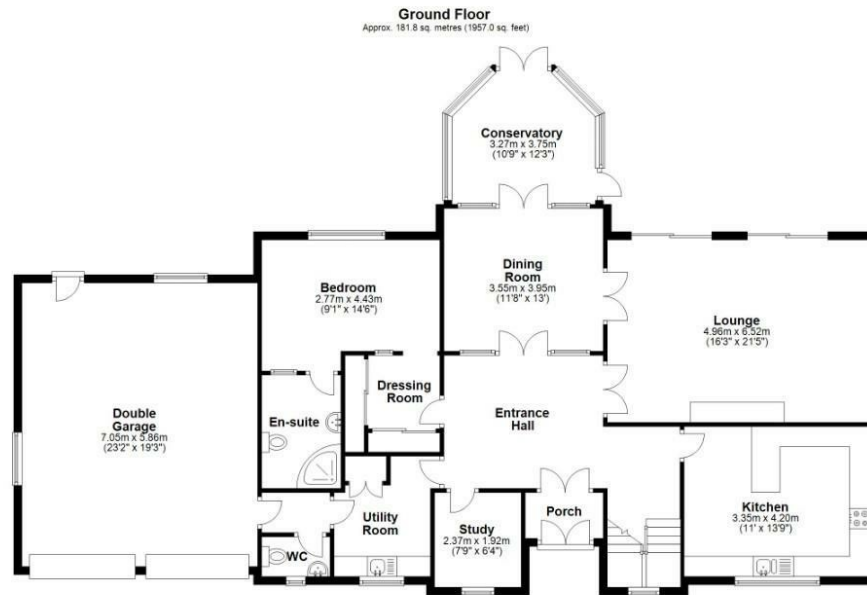 Ground Floor
Approx. 181.8 sq. metres (1957.0 sq. feet)
Conservatory
3.27m x 3.75m
(10'9" x 12'3")
Bedroom
2.77m x 4.43m
(9'1" x 14'6")
Dining
Room
3.55m x 3.95m
(11'8" x 13')
Lounge
4.96m x 6.52m
(16'3" x 21'5")
Dressing
Room
Double
Garage
7.05m x 5.86m
(23'2" x 19'3")
En-suite
Entrance
Hall
Utility
Room
Study
2.37m x 1.92m
(7'9" x 6'4")
Porch
Kitchen
3.35m x 4.20m
(11' x 13'9")
WC